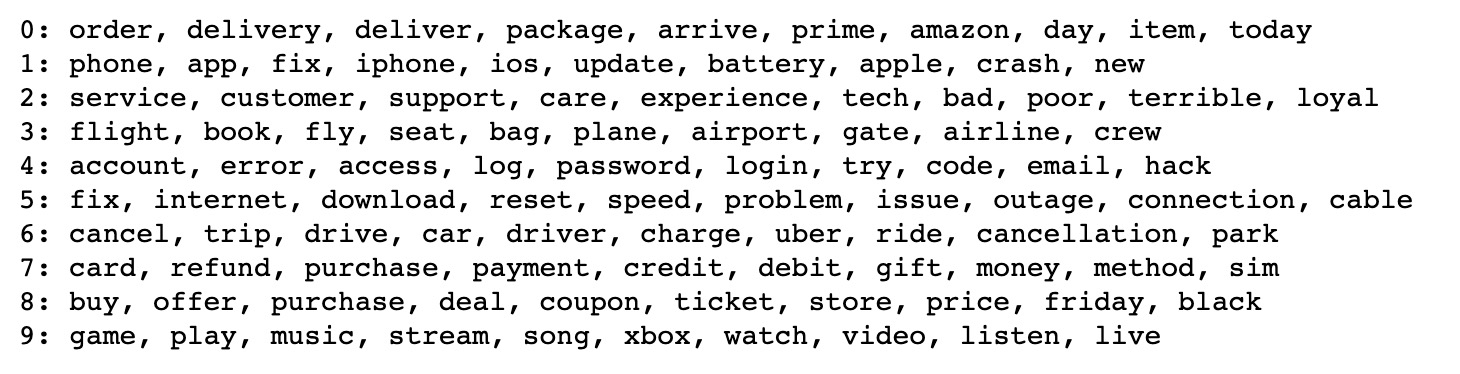 0: order, delivery, deliver, package, arrive, prime, amazon, day, item, today
1: phone, app, fix, iphone, ios, update, battery, apple, crash, new
2: service, customer, support, care, experience, tech, bad, poor, terrible, loyal
3: flight, book, fly, seat, bag, plane, airport, gate, airline, crew
4: account, error, access, log, password, login, try, code, email, hack
5: fix, internet, download, reset, speed, problem, issue, outage, connection, cable
6: cancel, trip, drive, car, driver, charge, uber, ride, cancellation, park
7: card, refund, purchase, payment, credit, debit, gift, money, method, sim
8: buy, offer, purchase, deal, coupon, ticket, store, price, friday, black
9: game, play, music, stream, song, xbox, watch, video, listen, live